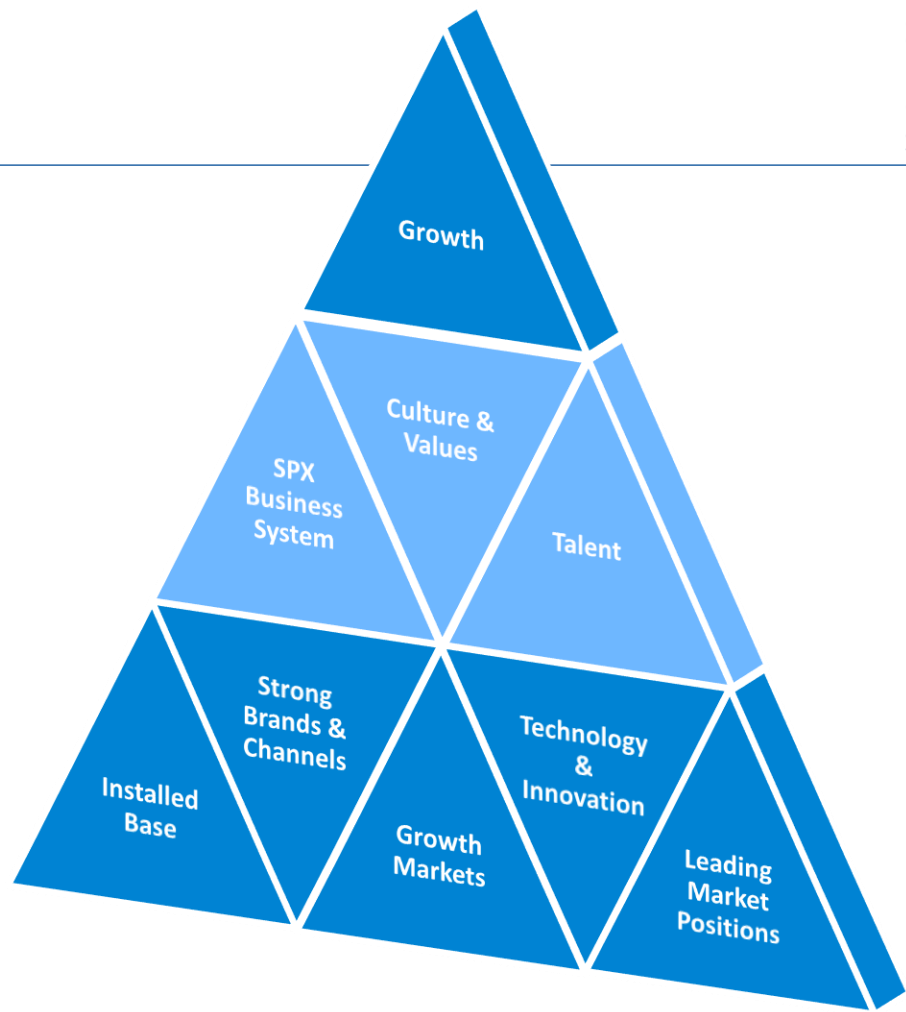 Growth
Culture &
Values
SPX
Business
System
Talent
Strong
Brands &
Channels
Technology
&
Innovation
Installed
Base
Growth
Markets
Leading
Market
Positions